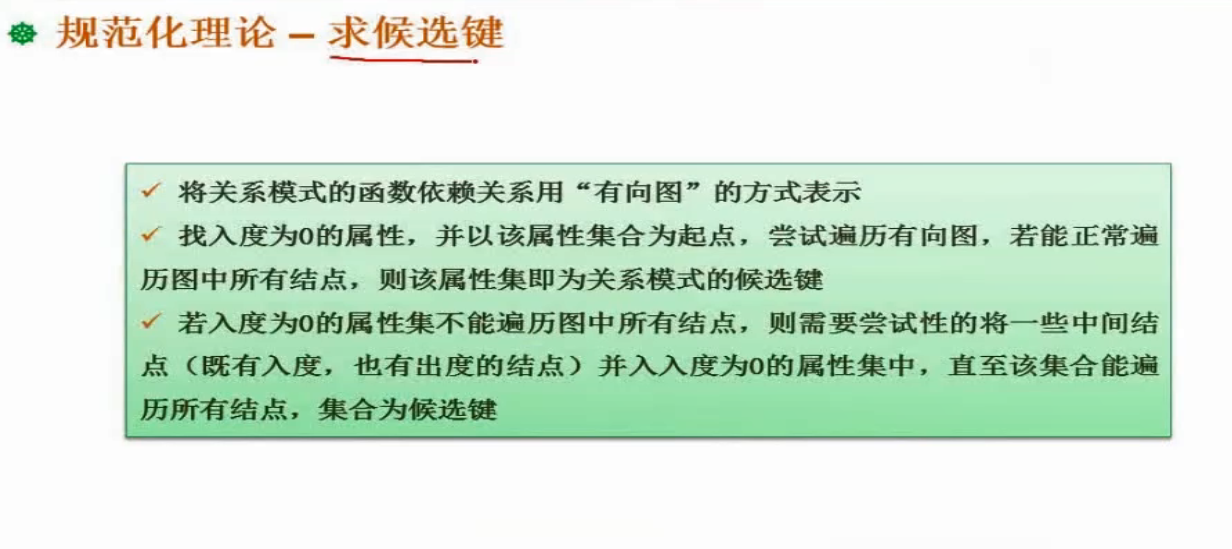 规范化理论 – 求候选键
✓ 将关系模式的函数依赖关系用“有向图”的方式表示
✓ 找入度为0的属性，并以该属性集合为起点，尝试遍历有向图，若能正常遍
历图中所有结点，则该属性集即为关系模式的候选键
✓ 若入度为0的属性集不能遍历图中所有结点，则需要尝试性的将一些中间结
点（既有入度，也有出度的结点）并入入度为0的属性集中，直至该集合能遍
历所有结点，集合为候选键